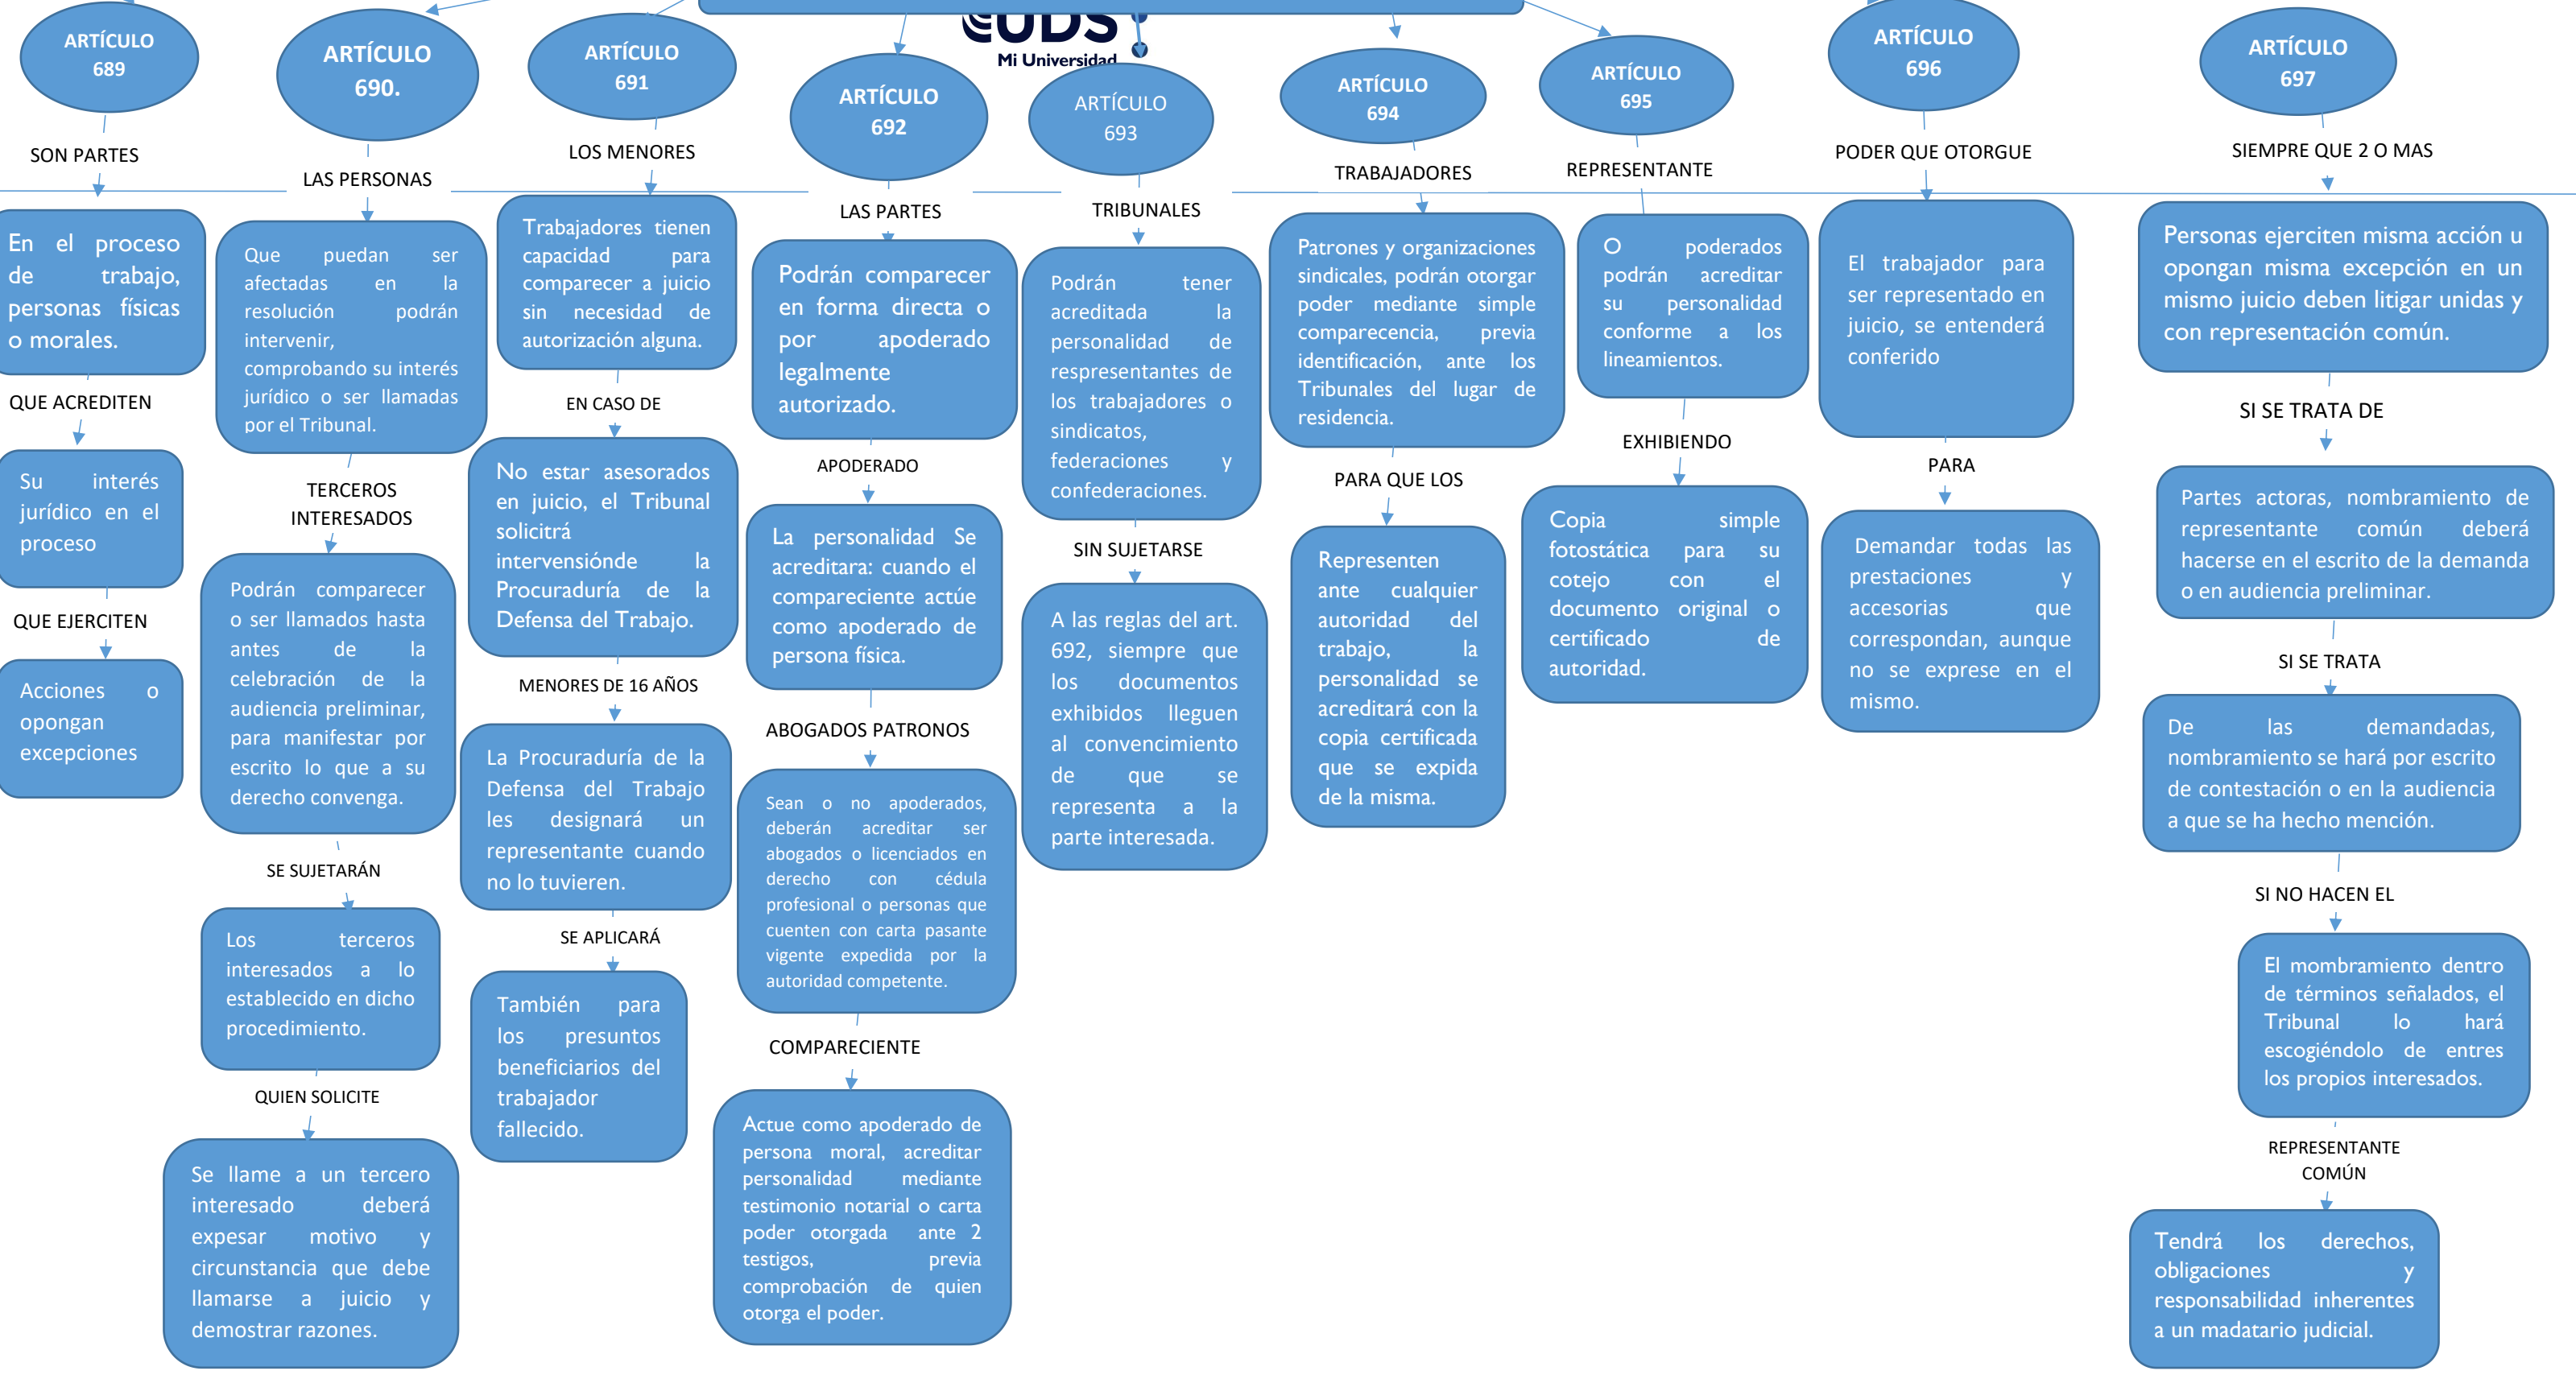 UDS
Mi Universidad
ARTÍCULO
689
SON PARTES
En el proceso
de trabajo,
personas físicas
o morales.
QUE ACREDITEN
Su interés
jurídico en el
proceso
QUE EJERCITEN
Acciones o
opongan
excepciones
ARTÍCULO
690.
LAS PERSONAS
Que puedan ser
afectadas en la
resolución podrán
intervenir,
comprobando su interés
jurídico o ser llamadas
por el Tribunal.
TERCEROS
INTERESADOS
Podrán comparecer
o ser llamados hasta
antes de la
celebración de la
audiencia preliminar,
para manifestar por
escrito lo que a su
derecho convenga.
SE SUJETARÁN
Los terceros
interesados a lo
establecido en dicho
procedimiento.
QUIEN SOLICITE
Se llame a un tercero
interesado deberá
expesar motivo y
circunstancia que debe
llamarse a juicio y
demostrar razones.
ARTÍCULO
691
LOS MENORES
Trabajadores tienen
capacidad para
comparecer a juicio
sin necesidad de
autorización alguna.
EN CASO DE
No estar asesorados
en juicio, el Tribunal
solicitrá
intervensiónde la
Procuraduría de la
Defensa del Trabajo.
MENORES DE 16 AÑOS
La Procuraduría de la
Defensa del Trabajo
les designará un
representante cuando
no lo tuvieren.
SE APLICARÁ
También para
los presuntos
beneficiarios del
trabajador
fallecido.
ARTÍCULO
692
LAS PARTES
Podrán comparecer
en forma directa o
por apoderado
legalmente
autorizado.
APODERADO
La personalidad Se
acreditara: cuando el
compareciente actúe
como apoderado de
persona física.
ABOGADOS PATRONOS
Sean o no apoderados,
deberán acreditar ser
abogados o licenciados en
derecho con cédula
profesional o personas que
cuenten con carta pasante
vigente expedida por la
autoridad competente.
COMPARECIENTE
Actue como apoderado de
persona moral, acreditar
personalidad mediante
testimonio notarial o carta
poder otorgada ante 2
testigos, previa
comprobación de quien
otorga el poder.
ARTÍCULO
693
TRIBUNALES
Podrán tener
acreditada la
personalidad de
respresentantes de
los trabajadores o
sindicatos,
federaciones y
confederaciones.
SIN SUJETARSE
A las reglas del art.
692, siempre que
los documentos
exhibidos lleguen
al convencimiento
de que se
representa a la
parte interesada.
ARTÍCULO
694
TRABAJADORES
Patrones y organizaciones
sindicales, podrán otorgar
poder mediante simple
comparecencia, previa
identificación, ante los
Tribunales del lugar de
residencia.
PARA QUE LOS
Representen
ante cualquier
autoridad del
trabajo, la
personalidad se
acreditará con la
copia certificada
que se expida
de la misma.
ARTÍCULO
695
REPRESENTANTE
O poderados
podrán acreditar
su personalidad
conforme a los
lineamientos.
EXHIBIENDO
Copia simple
fotostática para su
cotejo con el
documento original o
certificado de
autoridad.
ARTÍCULO
696
PODER QUE OTORGUE
El trabajador para
ser representado en
juicio, se entenderá
conferido
PARA
Demandar todas las
prestaciones y
accesorias que
correspondan, aunque
no se exprese en el
mismo.
ARTÍCULO
697
SIEMPRE QUE 2 O MAS
Personas ejerciten misma acción u
opongan misma excepción en un
mismo juicio deben litigar unidas y
con representación común.
SI SE TRATA DE
Partes actoras, nombramiento de
representante común deberá
hacerse en el escrito de la demanda
o en audiencia preliminar.
SI SE TRATA
De las demandadas,
nombramiento se hará por escrito
de contestación o en la audiencia
a que se ha hecho mención.
SI NO HACEN EL
El mombramiento dentro
de términos señalados, el
Tribunal lo hará
escogiéndolo de entres
los propios interesados.
REPRESENTANTE
COMÚN
Tendrá los derechos,
obligaciones y
responsabilidad inherentes
a un madatario judicial.